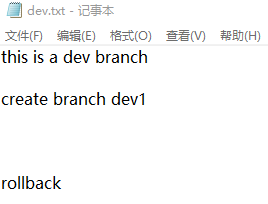 dev.txt - 记事本
文件(F) 编辑(E) 格式(O) 查看(V) 帮助(H)
this is a dev branch
create branch dev1
rollback